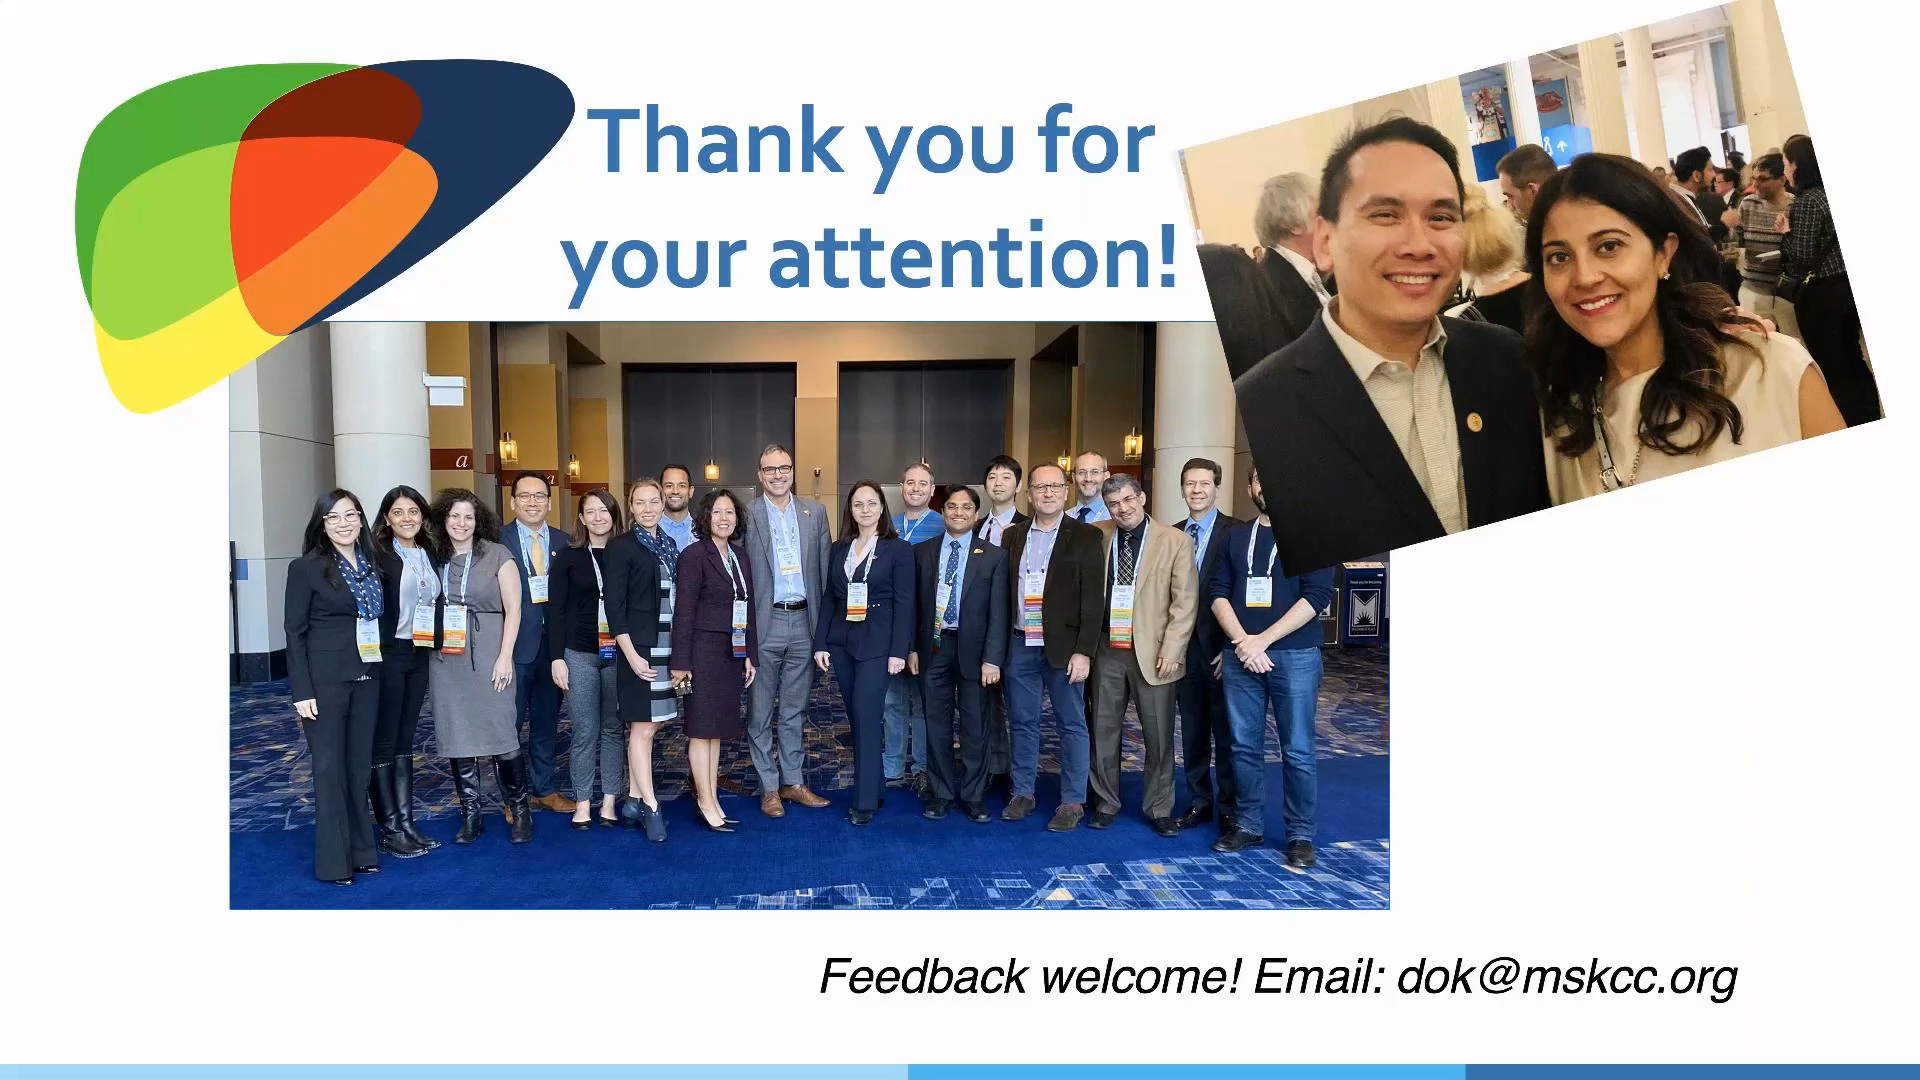 Thank you for
your attention!
a
a
Feedback welcome! Email: dok@mskcc.org